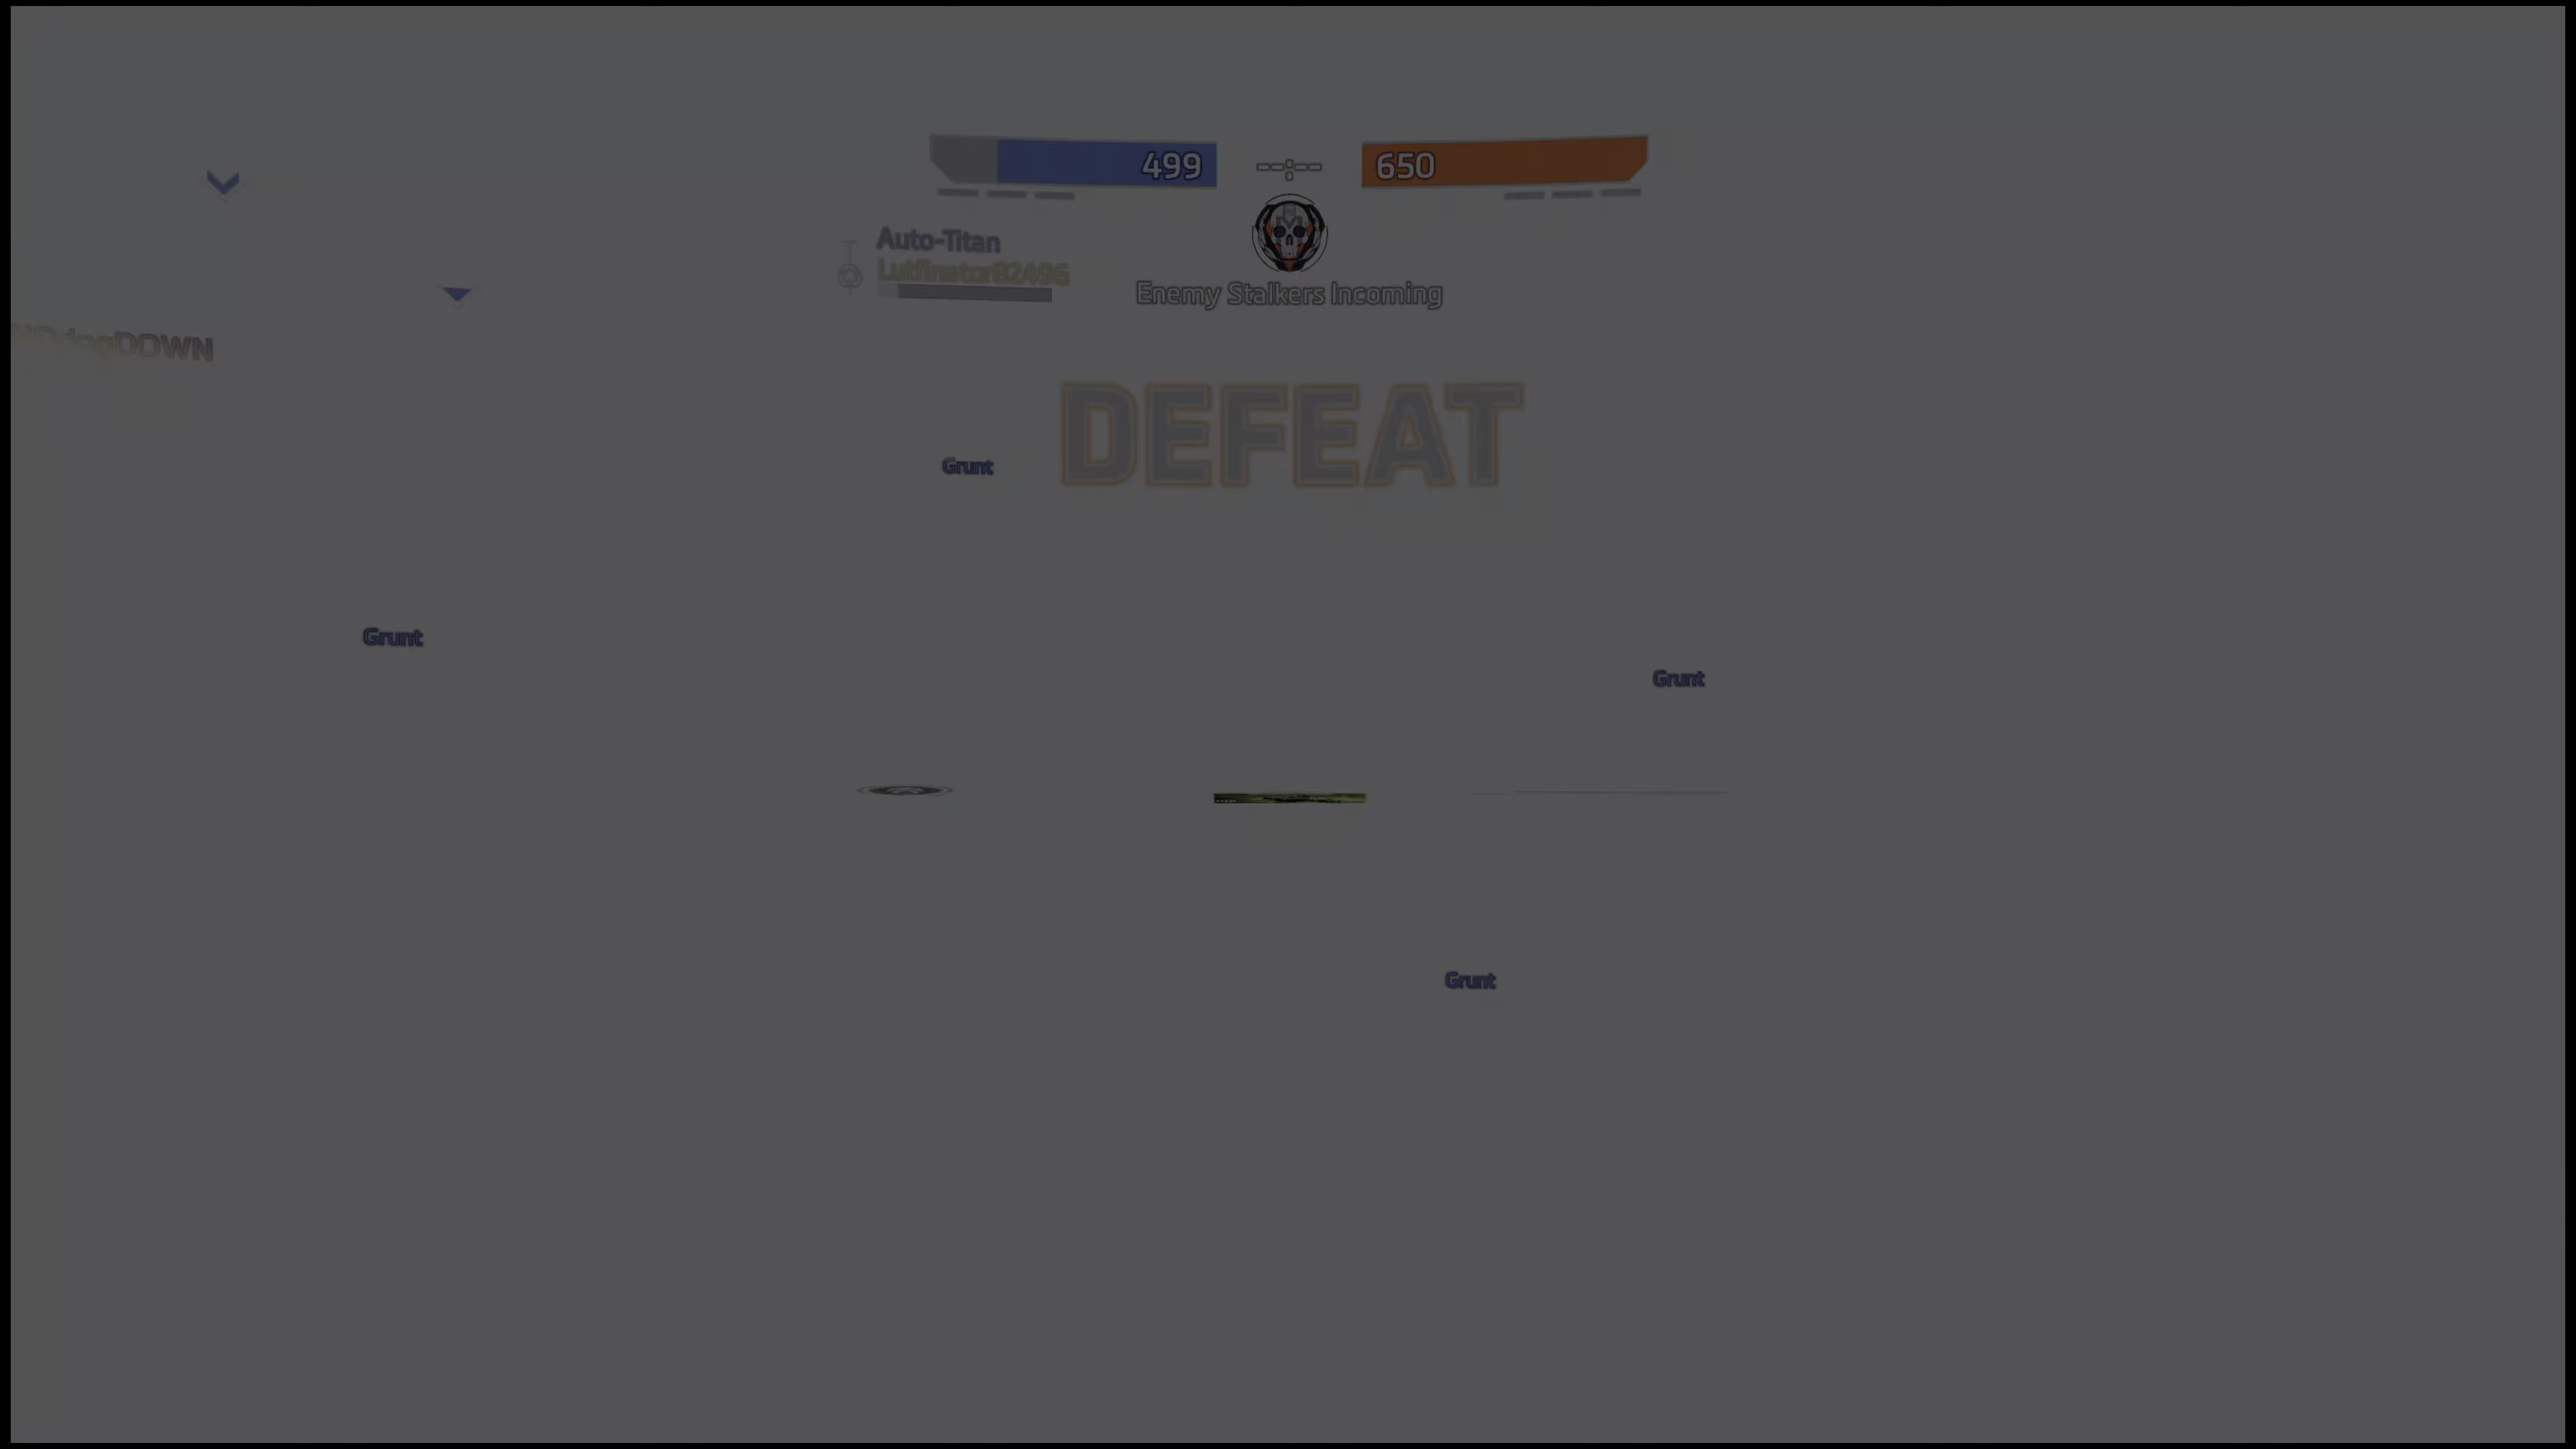 499
650
Auto-Titan
Enemy Stalkers Incoming
DOWN
DEFEAT
Grunt
Grunt
Grunt
Grunt